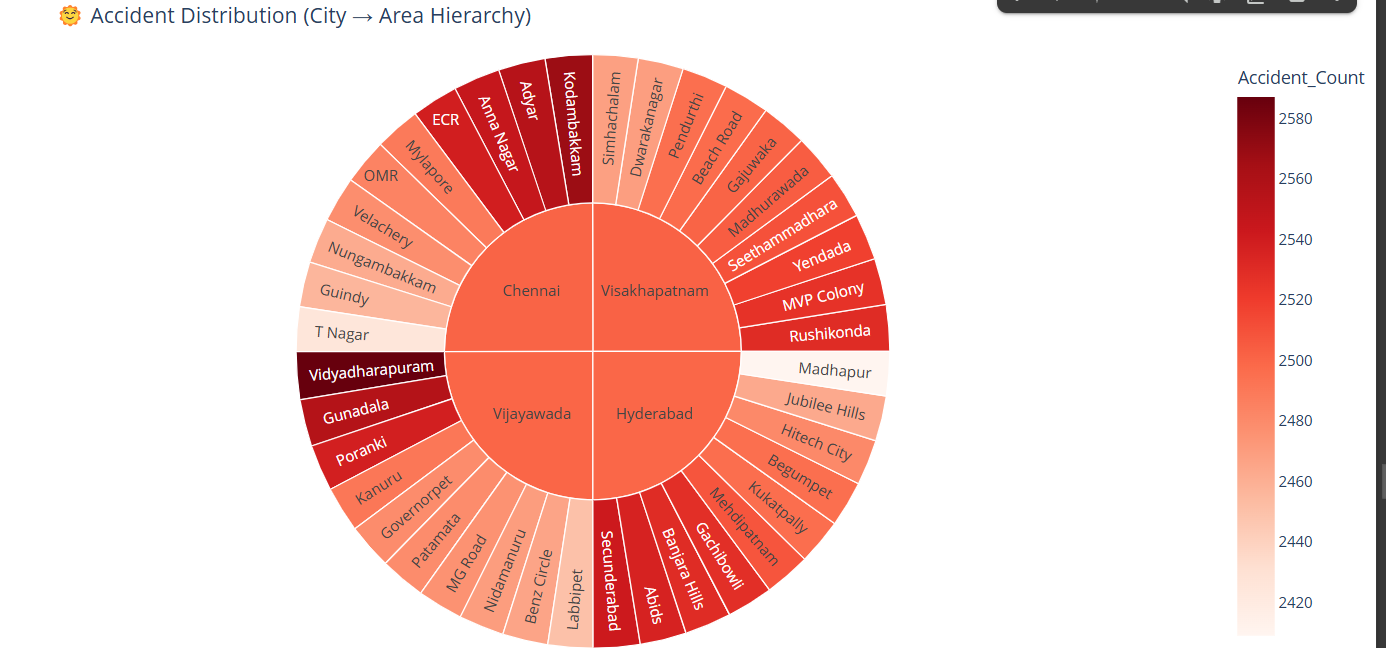 🌞 Accident Distribution (City → Area Hierarchy)
Accident_Count
2580
2560
2540
2520
2500
2480
2460
2440
2420
Chennai
Visakhapatnam
Vijayawada
Hyderabad
Simhachalam
Dwarakanagar
Pendurthi
Beach Road
Gajuwaka
Madhurawada
Seethammadhara
Yendada
MVP Colony
Rushikonda
Madhapur
Jubilee Hills
Hitech City
Begumpet
Kukatpally
Mehdipatnam
Gachibowli
Banjara Hills
Abids
Secunderabad
Labbipet
Benz Circle
Nidamanuru
MG Road
Patamata
Governorpet
Kanuru
Poranki
Gunadala
Vidyadharapuram
T Nagar
Guindy
Nungambakkam
Velachery
OMR
Mylapore
ECR
Anna Nagar
Adyar
Kodambakkam